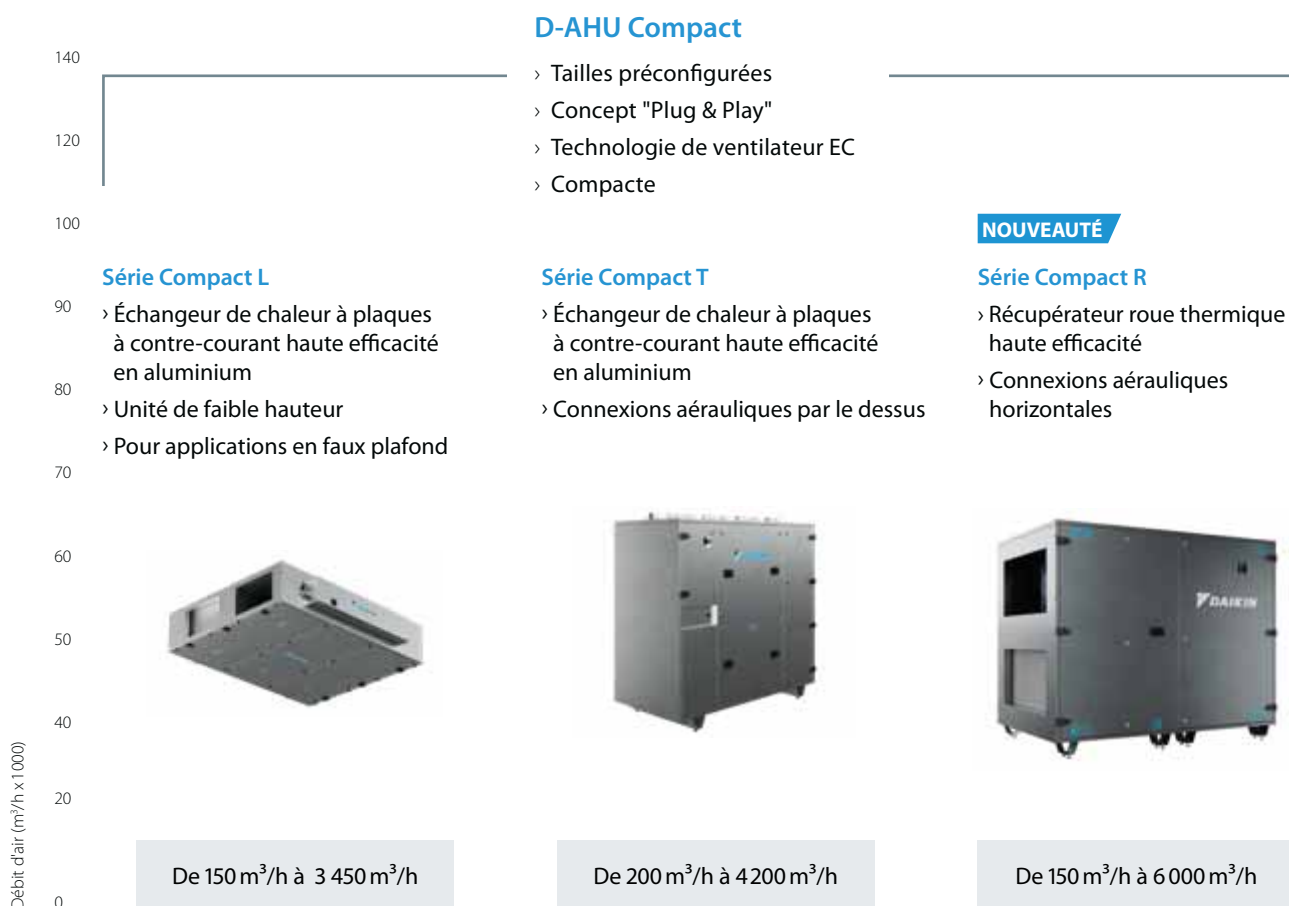 D-AHU Compact
› Tailles préconfigurées
› Concept "Plug & Play"
› Technologie de ventilateur EC
› Compacte
140
120
100
90
80
70
60
50
40
20
0
Débit d'air (m³/h x 1000)
Série Compact L
› Échangeur de chaleur à plaques
à contre-courant haute efficacité
en aluminium
› Unité de faible hauteur
› Pour applications en faux plafond
De 150 m³/h à 3 450 m³/h
Série Compact T
› Échangeur de chaleur à plaques
à contre-courant haute efficacité
en aluminium
› Connexions aérauliques par le dessus
De 200 m³/h à 4 200 m³/h
NOUVEAUTÉ
Série Compact R
› Récupérateur roue thermique
haute efficacité
› Connexions aérauliques
horizontales
DAIKIN
De 150 m³/h à 6 000 m³/h